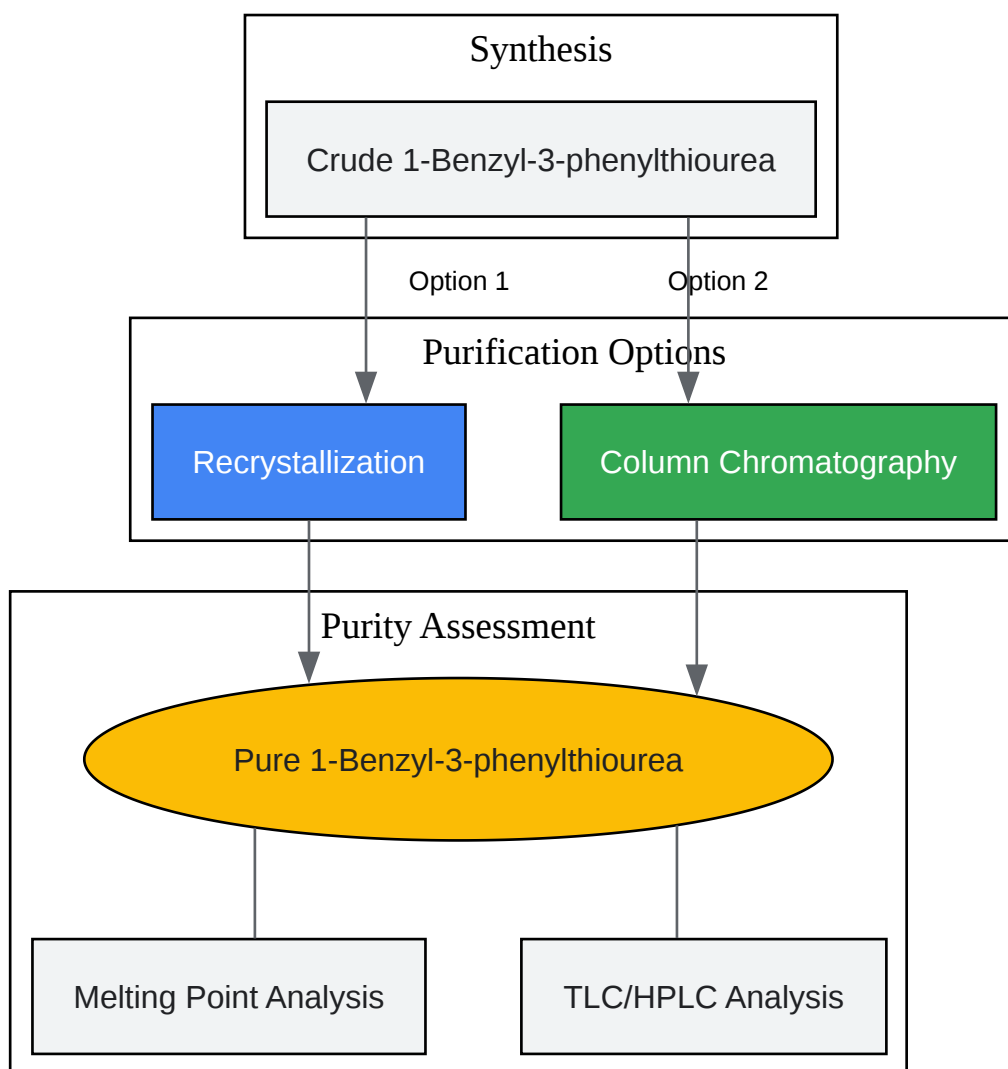 Synthesis
Crude 1-Benzyl-3-phenylthiourea
Option 1
Option 2
Purification Options
Recrystallization
Column Chromatography
Purity Assessment
Pure 1-Benzyl-3-phenylthiourea
Melting Point Analysis
TLC/HPLC Analysis